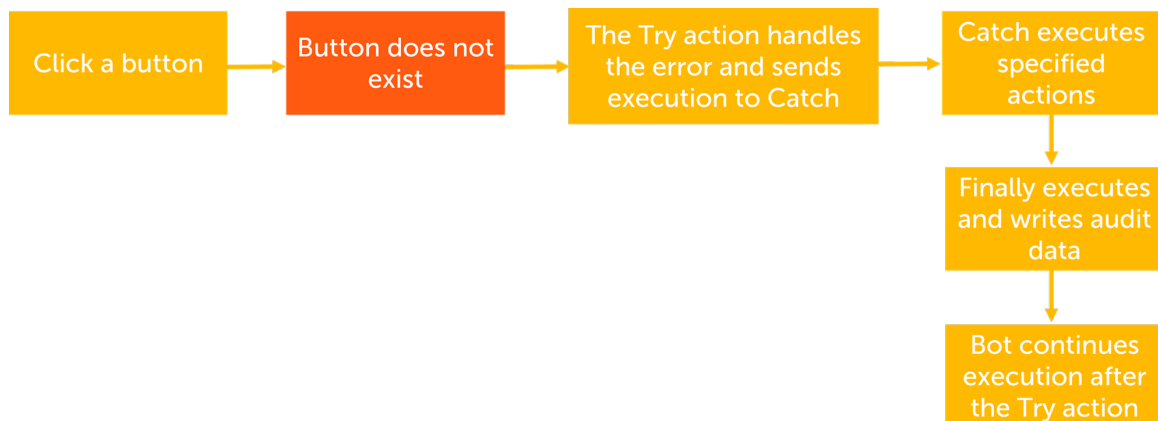 Click a button
Button does not
exist
The Try action handles
the error and sends
execution to Catch
Catch executes
specified
actions
Finally executes
and writes audit
data
Bot continues
execution after
the Try action